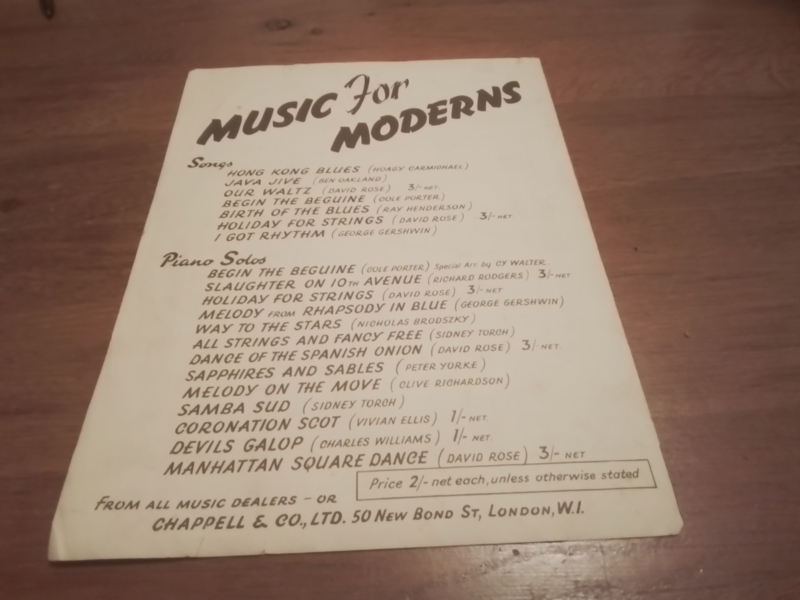 MUSIC For
MODERNS
Songs
HONG KONG BLUES (HOAGY CARMICHAEL)
JAVA JIVE (BEN OAKLAND)
OUR WALTZ (DAVID ROSE) 3/- NET
BEGIN THE BEGUINE (COLE PORTER)
BIRTH OF THE BLUES (RAY HENDERSON)
HOLIDAY FOR STRINGS (DAVID ROSE) 3/- NET
I GOT RHYTHM (GEORGE GERSHWIN)
Piano Solos
BEGIN THE BEGUINE (COLE PORTER) Special Arr. by CY WALTER
SLAUGHTER ON 10TH AVENUE (RICHARD RODGERS) 3/- NET
HOLIDAY FOR STRINGS (DAVID ROSE) 3/- NET
MELODY FROM RHAPSODY IN BLUE (GEORGE GERSHWIN)
WAY TO THE STARS (NICHOLAS BRODSZKY)
ALL STRINGS AND FANCY FREE (SIDNEY TORCH)
DANCE OF THE SPANISH ONION (DAVID ROSE) 3/- NET.
SAPPHIRES AND SABLES (PETER YORKE)
MELODY ON THE MOVE (CLIVE RICHARDSON)
SAMBA SUD (SIDNEY TORCH)
CORONATION SCOT (VIVIAN ELLIS) 1/- NET.
DEVILS GALOP (CHARLES WILLIAMS) 1/- NET.
MANHATTAN SQUARE DANCE (DAVID ROSE) 3/- NET
Price 2/- net each, unless otherwise stated
FROM ALL MUSIC DEALERS - OR
CHAPPELL & CO., LTD. 50 NEW BOND ST, LONDON, W.I.